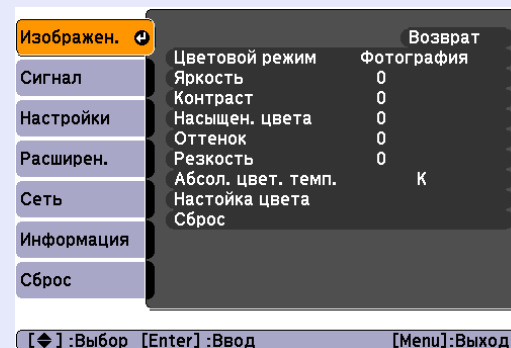 Изображен.
Сигнал
Настройки
Расширен.
Сеть
Информация
Сброс
Возврат
Цветовой режим Фотография
Яркость 0
Контраст 0
Насыщен. цвета 0
Оттенок 0
Резкость 0
Абсол. цвет. темп. K
Настойка цвета
Сброс
[◆] :Выбор [Enter] :Ввод [Menu]:Выход